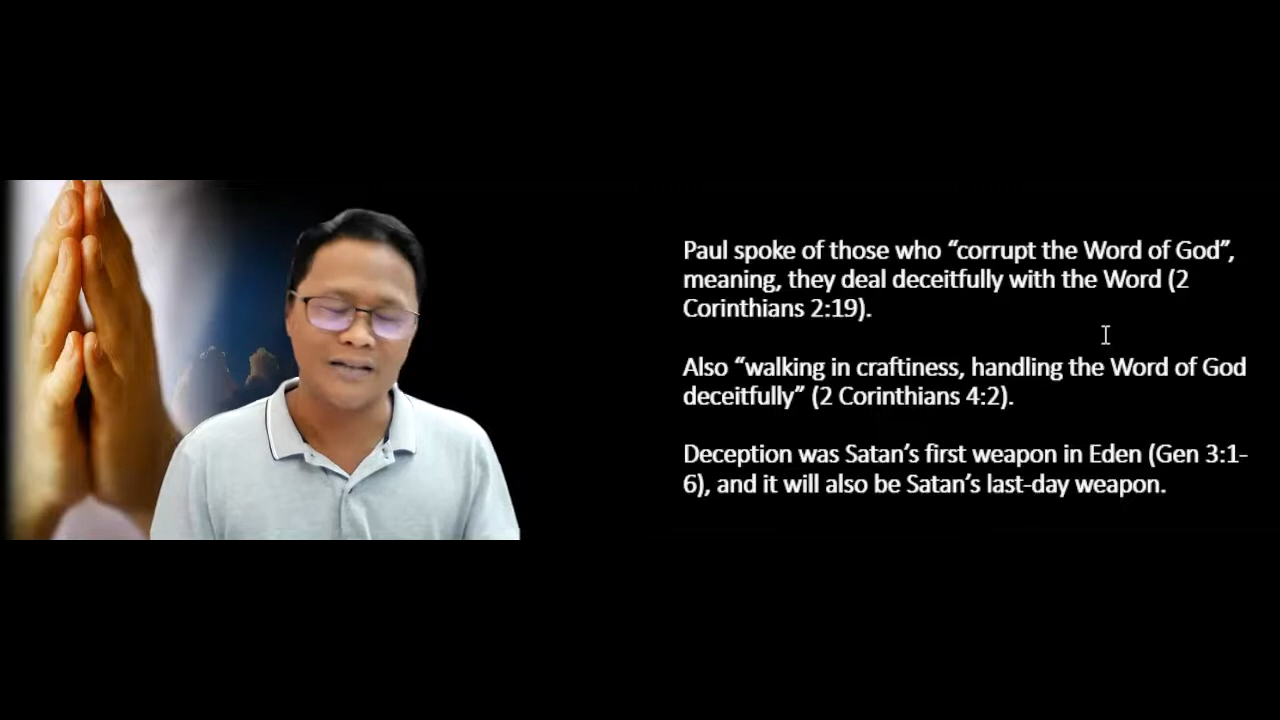 Paul spoke of those who “corrupt the Word of God”,
meaning, they deal deceitfully with the Word (2
Corinthians 2:19).
Also “walking in craftiness, handling the Word of God
deceitfully” (2 Corinthians 4:2).
Deception was Satan’s first weapon in Eden (Gen 3:1-
6), and it will also be Satan’s last-day weapon.